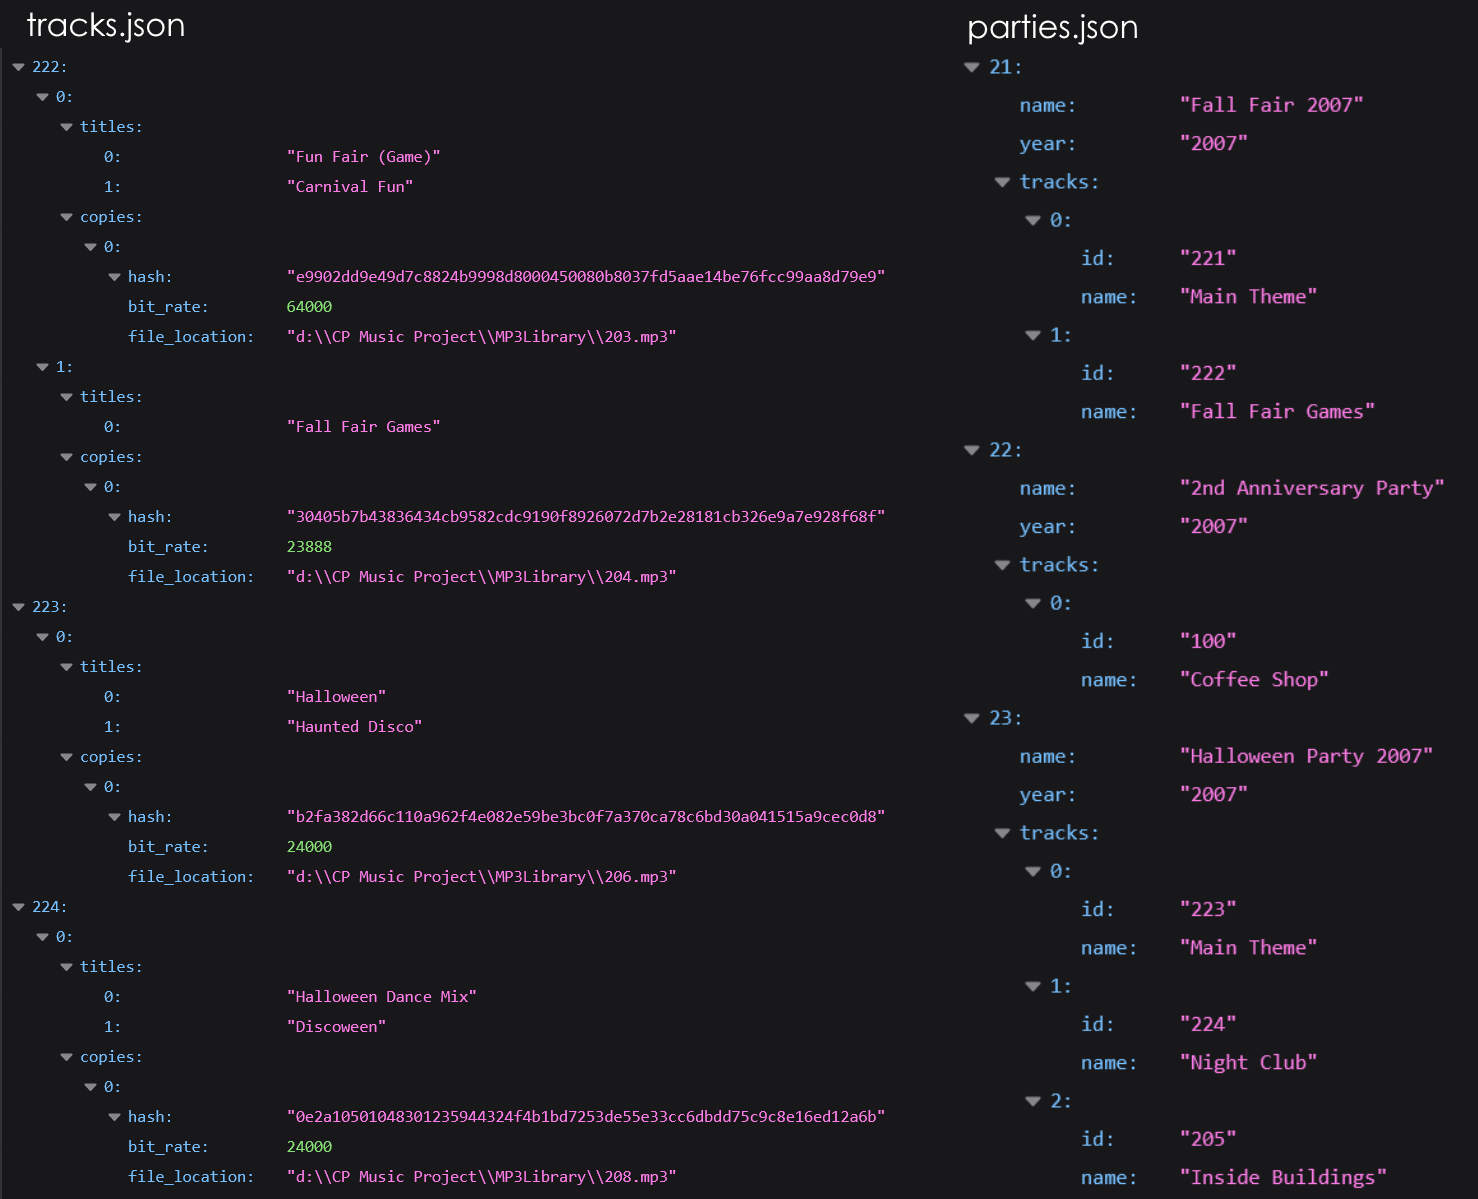 tracks.json
222:
0:
titles:
0: "Fun Fair (Game)"
1: "Carnival Fun"
copies:
0:
hash: "e9902dd9e49d7c8824b9998d8000450080b8037fd5aae14be76fcc99aa8d79e9"
bit_rate: 64000
file_location: "d:\\CP Music Project\\MP3Library\\203.mp3"
1:
titles:
0: "Fall Fair Games"
copies:
0:
hash: "30405b7b43836434cb9582cdc9190f8926072d7b2e28181cb326e9a7e928f68f"
bit_rate: 23888
file_location: "d:\\CP Music Project\\MP3Library\\204.mp3"
223:
0:
titles:
0: "Halloween"
1: "Haunted Disco"
copies:
0:
hash: "b2fa382d66c110a962f4e082e59be3bc0f7a370ca78c6bd30a041515a9cec0d8"
bit_rate: 24000
file_location: "d:\\CP Music Project\\MP3Library\\206.mp3"
224:
0:
titles:
0: "Halloween Dance Mix"
1: "Discoween"
copies:
0:
hash: "0e2a10501048301235944324f4b1bd7253de55e33cc6dbdd75c9c8e16ed12a6b"
bit_rate: 24000
file_location: "d:\\CP Music Project\\MP3Library\\208.mp3"
parties.json
21:
name: "Fall Fair 2007"
year: "2007"
tracks:
0:
id: "221"
name: "Main Theme"
1:
id: "222"
name: "Fall Fair Games"
22:
name: "2nd Anniversary Party"
year: "2007"
tracks:
0:
id: "100"
name: "Coffee Shop"
23:
name: "Halloween Party 2007"
year: "2007"
tracks:
0:
id: "223"
name: "Main Theme"
1:
id: "224"
name: "Night Club"
2:
id: "205"
name: "Inside Buildings"